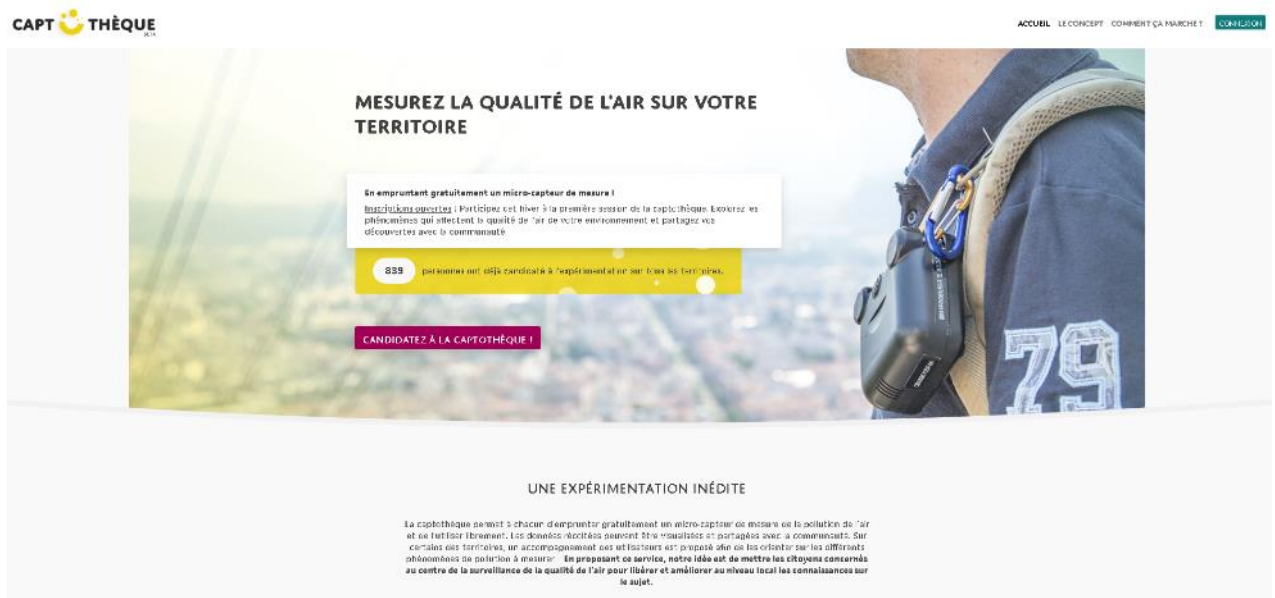 CAPT THÈQUE
BETA
ACCUEIL LE CONCEPT COMMENT ÇA MARCHE ? CONNEXION
MESUREZ LA QUALITÉ DE L'AIR SUR VOTRE
TERRITOIRE
En empruntant gratuitement un micro-capteur de mesure !
Inscriptions ouvertes : Participez cet hiver à la première session de la captothèque. Explorez les
phénomènes qui affectent la qualité de l'air de votre environnement et partagez vos
découvertes avec la communauté
839 personnes ont déjà candidaté à l'expérimentation sur tous les territoires.
CANDIDATEZ À LA CAPTOTHÈQUE !
79
UNE EXPÉRIMENTATION INÉDITE
La captothèque permet à chacun d'emprunter gratuitement un micro-capteur de mesure de la pollution de l'air
et de l'utiliser librement. Les données récoltées peuvent être visualisées et partagées avec la communauté. Sur
certains des territoires, un accompagnement des utilisateurs est proposé afin de les orienter sur les différents
phénomènes de pollution à mesurer. En proposant ce service, notre idée est de mettre les citoyens concernés
au centre de la surveillance de la qualité de l'air pour libérer et améliorer au niveau local les connaissances sur
le sujet.